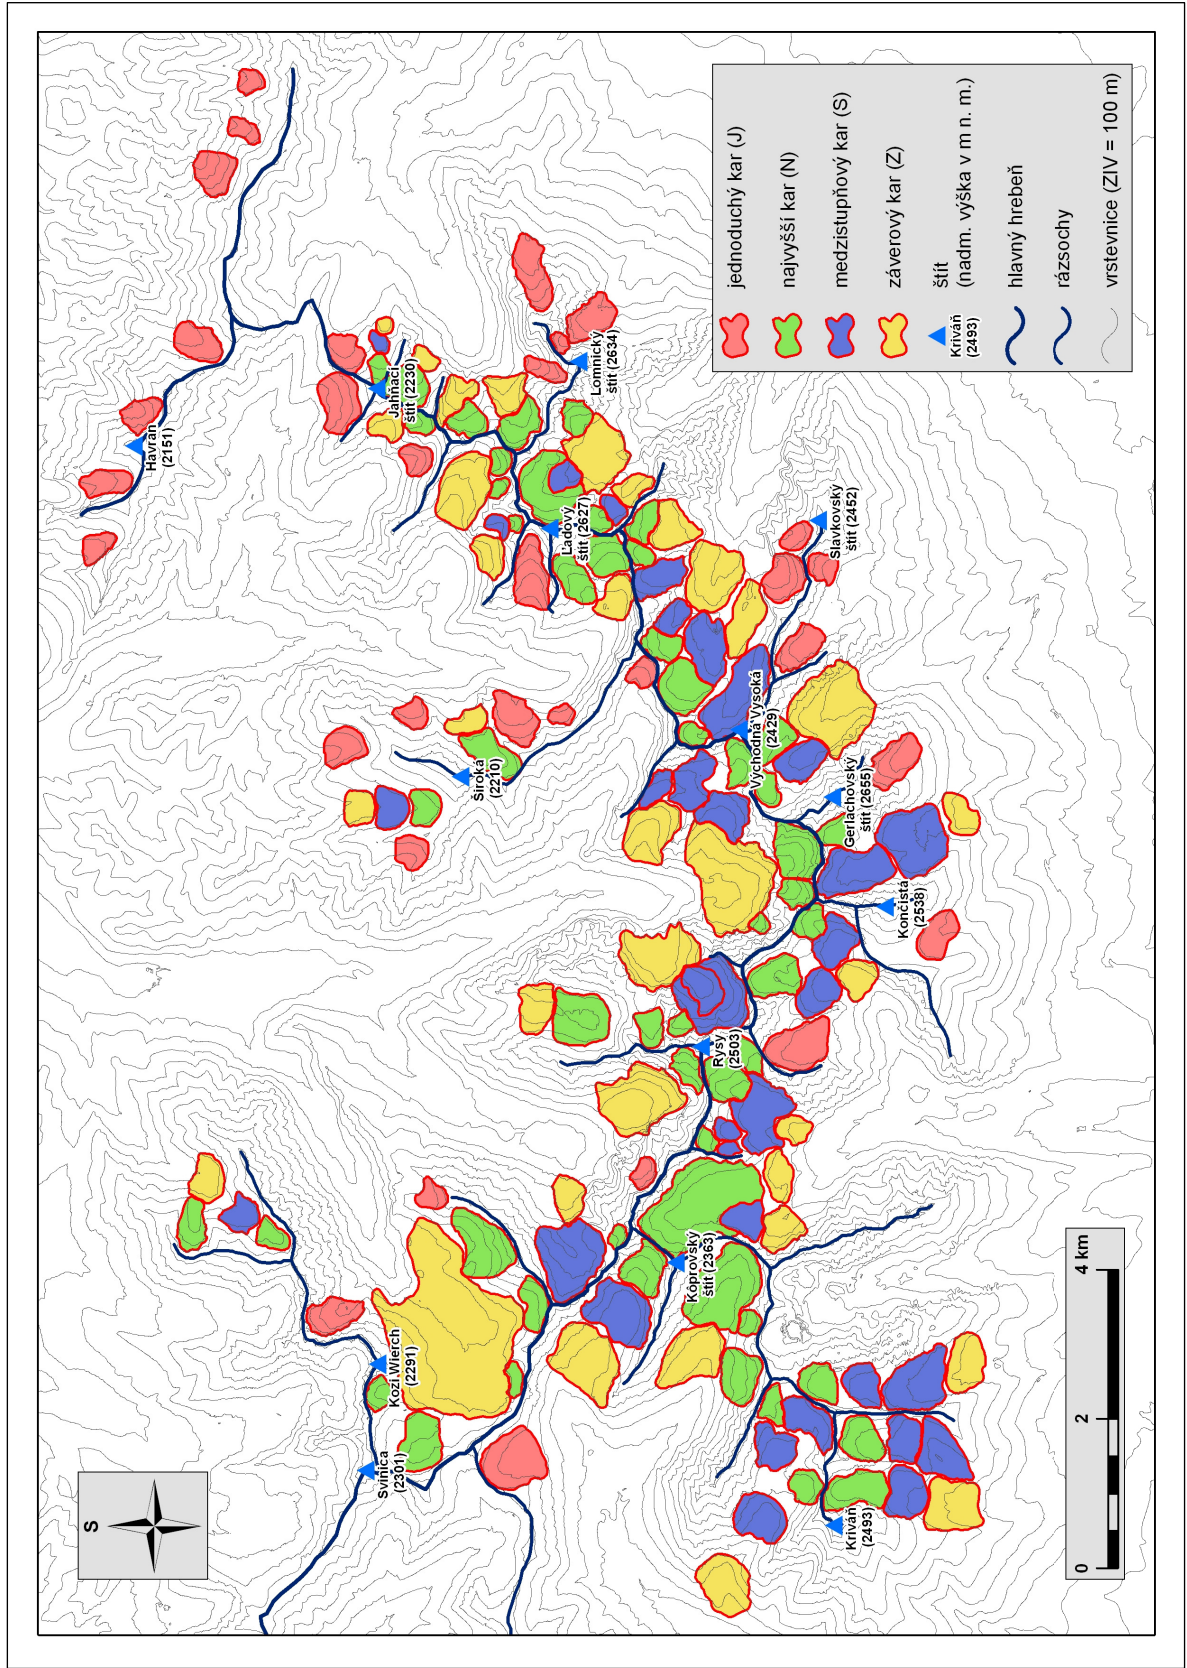 S
Havran
(2151)
Jahňací
štít (2230)
Lomnický
štít (2634)
Ľadový
štít (2627)
Slavkovský
štít (2452)
Široká
(2210)
Východná Vysoká
(2429)
Gerlachovský
štít (2655)
Končistá
(2538)
Rysy
(2503)
Kôprovský
štít (2363)
Kozi Wierch
(2291)
Svinica
(2301)
Kriváň
(2493)
jednoduchý kar (J)
najvyšší kar (N)
medzistupňový kar (S)
záverový kar (Z)
Kriváň
(2493)
štít
(nadm. výška v m n. m.)
hlavný hrebeň
rázsochy
vrstevnice (ZIV = 100 m)
0
2
4 km